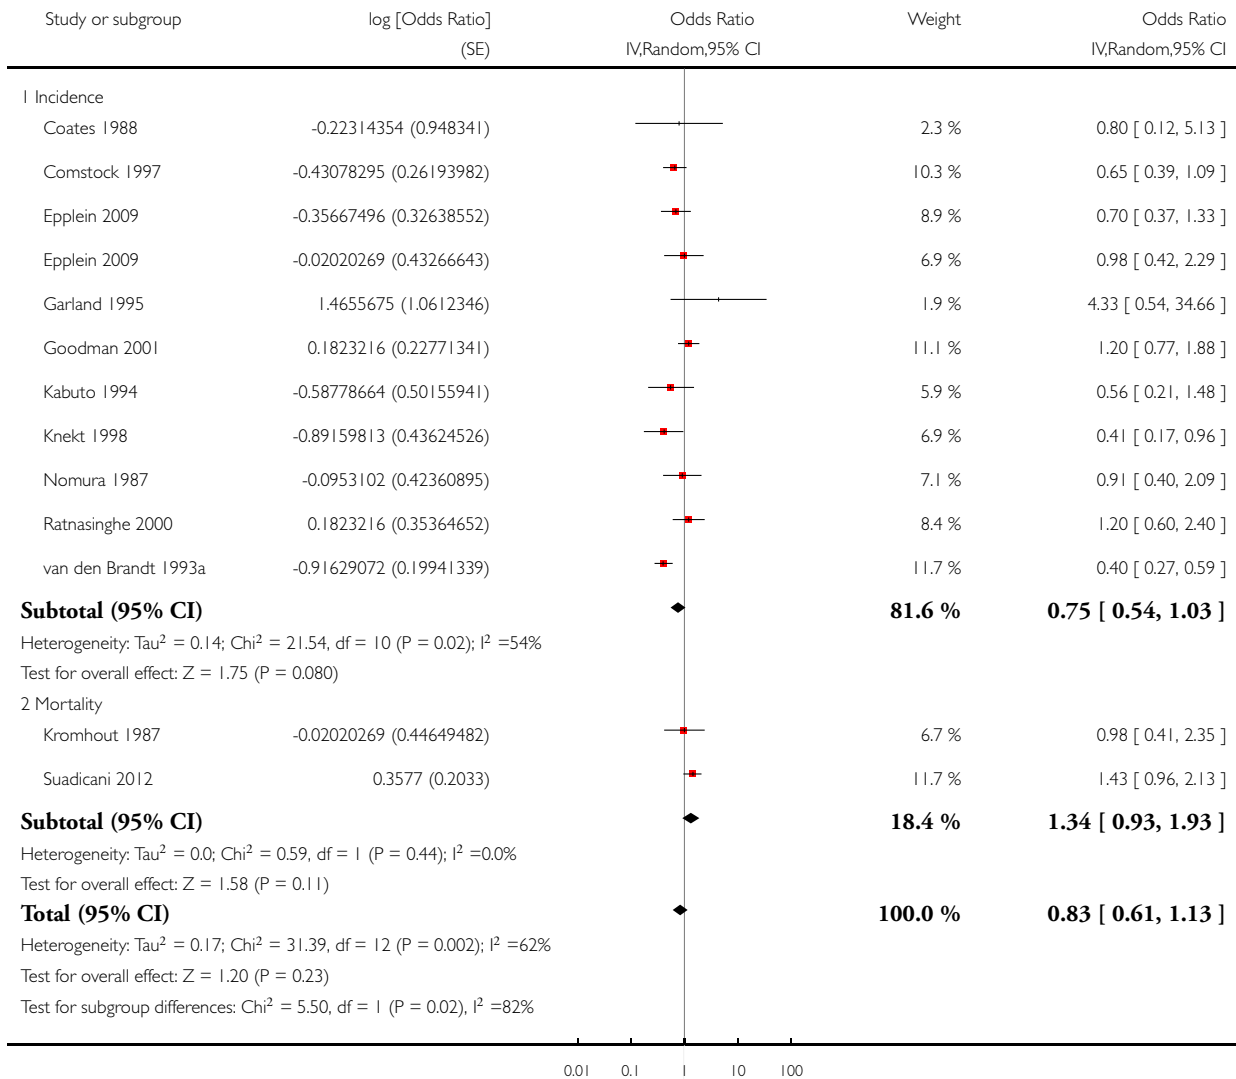 Study or subgroup log [Odds Ratio] Odds Ratio Weight Odds Ratio
(SE) IV,Random,95% CI IV,Random,95% CI
1 Incidence
Coates 1988 -0.22314354 (0.948341) 2.3 % 0.80 [ 0.12, 5.13 ]
Comstock 1997 -0.43078295 (0.26193982) 10.3 % 0.65 [ 0.39, 1.09 ]
Epplein 2009 -0.35667496 (0.32638552) 8.9 % 0.70 [ 0.37, 1.33 ]
Epplein 2009 -0.02020269 (0.43266643) 6.9 % 0.98 [ 0.42, 2.29 ]
Garland 1995 1.4655675 (1.0612346) 1.9 % 4.33 [ 0.54, 34.66 ]
Goodman 2001 0.1823216 (0.22771341) 11.1 % 1.20 [ 0.77, 1.88 ]
Kabuto 1994 -0.58778664 (0.50155941) 5.9 % 0.56 [ 0.21, 1.48 ]
Knekt 1998 -0.89159813 (0.43624526) 6.9 % 0.41 [ 0.17, 0.96 ]
Nomura 1987 -0.0953102 (0.42360895) 7.1 % 0.91 [ 0.40, 2.09 ]
Ratnasinghe 2000 0.1823216 (0.35364652) 8.4 % 1.20 [ 0.60, 2.40 ]
van den Brandt 1993a -0.91629072 (0.19941339) 11.7 % 0.40 [ 0.27, 0.59 ]
Subtotal (95% CI) 81.6 % 0.75 [ 0.54, 1.03 ]
Heterogeneity: Tau² = 0.14; Chi² = 21.54, df = 10 (P = 0.02); I² =54%
Test for overall effect: Z = 1.75 (P = 0.080)
2 Mortality
Kromhout 1987 -0.02020269 (0.44649482) 6.7 % 0.98 [ 0.41, 2.35 ]
Suadicani 2012 0.3577 (0.2033) 11.7 % 1.43 [ 0.96, 2.13 ]
Subtotal (95% CI) 18.4 % 1.34 [ 0.93, 1.93 ]
Heterogeneity: Tau² = 0.0; Chi² = 0.59, df = 1 (P = 0.44); I² =0.0%
Test for overall effect: Z = 1.58 (P = 0.11)
Total (95% CI) 100.0 % 0.83 [ 0.61, 1.13 ]
Heterogeneity: Tau² = 0.17; Chi² = 31.39, df = 12 (P = 0.002); I² =62%
Test for overall effect: Z = 1.20 (P = 0.23)
Test for subgroup differences: Chi² = 5.50, df = 1 (P = 0.02), I² =82%
0.01 0.1 1 10 100